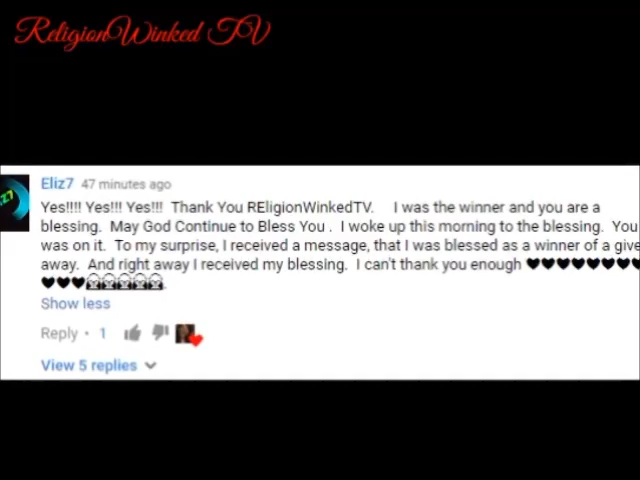 ReligionWinked TV
Eliz7 47 minutes ago
Yes!!!! Yes!!! Yes!!! Thank You REligionWinkedTV. I was the winner and you are a
blessing. May God Continue to Bless You . I woke up this morning to the blessing. You
was on it. To my surprise, I received a message, that I was blessed as a winner of a give
away. And right away I received my blessing. I can't thank you enough ♥♥♥♥♥♥♥♥
♥♥♥
Show less
Reply • 1
View 5 replies